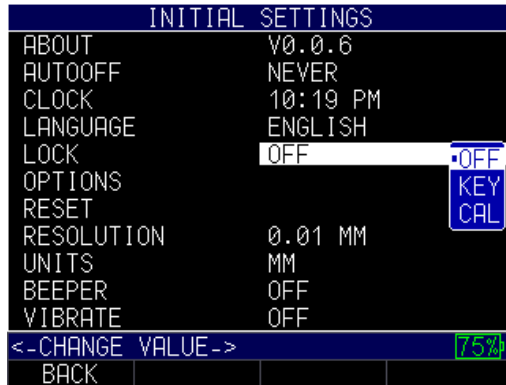 INITIAL SETTINGS
ABOUT V0.0.6
AUTOOFF NEVER
CLOCK 10:19 PM
LANGUAGE ENGLISH
LOCK OFF ▪OFF
OPTIONS KEY
RESET CAL
RESOLUTION 0.01 MM
UNITS MM
BEEPER OFF
VIBRATE OFF
<-CHANGE VALUE-> 75%
BACK